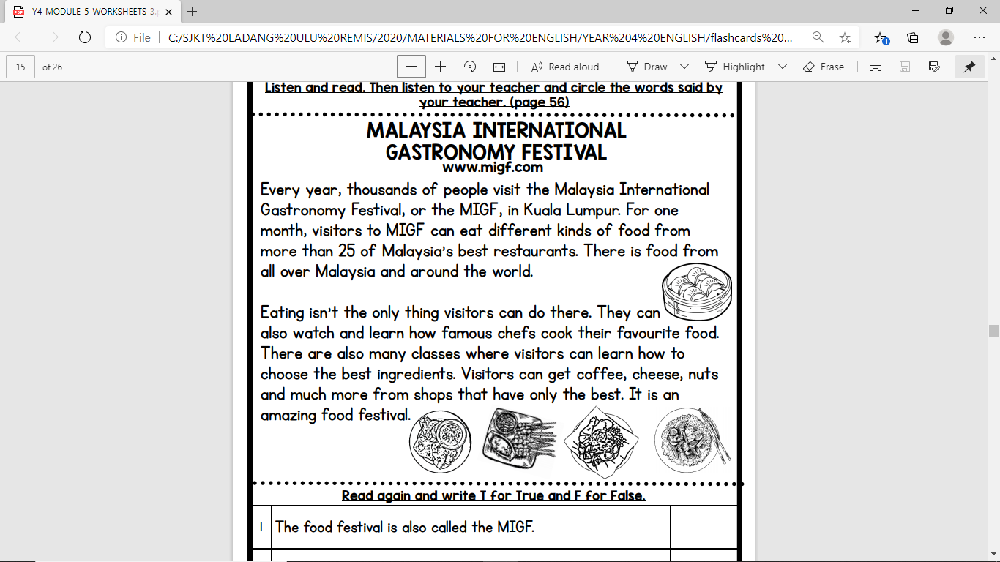 Y4-MODULE-5-WORKSHEETS-3.
File
C:/SJKT%20LADANG%20ULU%20REMIS/2020/MATERIALS%20FOR%20ENGLISH/YEAR%204%20ENGLISH/flashcards%20...
15 of 26
Read aloud
Draw
Highlight
Erase
Listen and read. Then listen to your teacher and circle the words said by
your teacher. (page 56)
MALAYSIA INTERNATIONAL
GASTRONOMY FESTIVAL
www.migf.com
Every year, thousands of people visit the Malaysia International
Gastronomy Festival, or the MIGF, in Kuala Lumpur. For one
month, visitors to MIGF can eat different kinds of food from
more than 25 of Malaysia's best restaurants. There is food from
all over Malaysia and around the world.
Eating isn't the only thing visitors can do there. They can
also watch and learn how famous chefs cook their favourite food.
There are also many classes where visitors can learn how to
choose the best ingredients. Visitors can get coffee, cheese, nuts
and much more from shops that have only the best. It is an
amazing food festival.
Read again and write T for True and F for False.
1 The food festival is also called the MIGF.